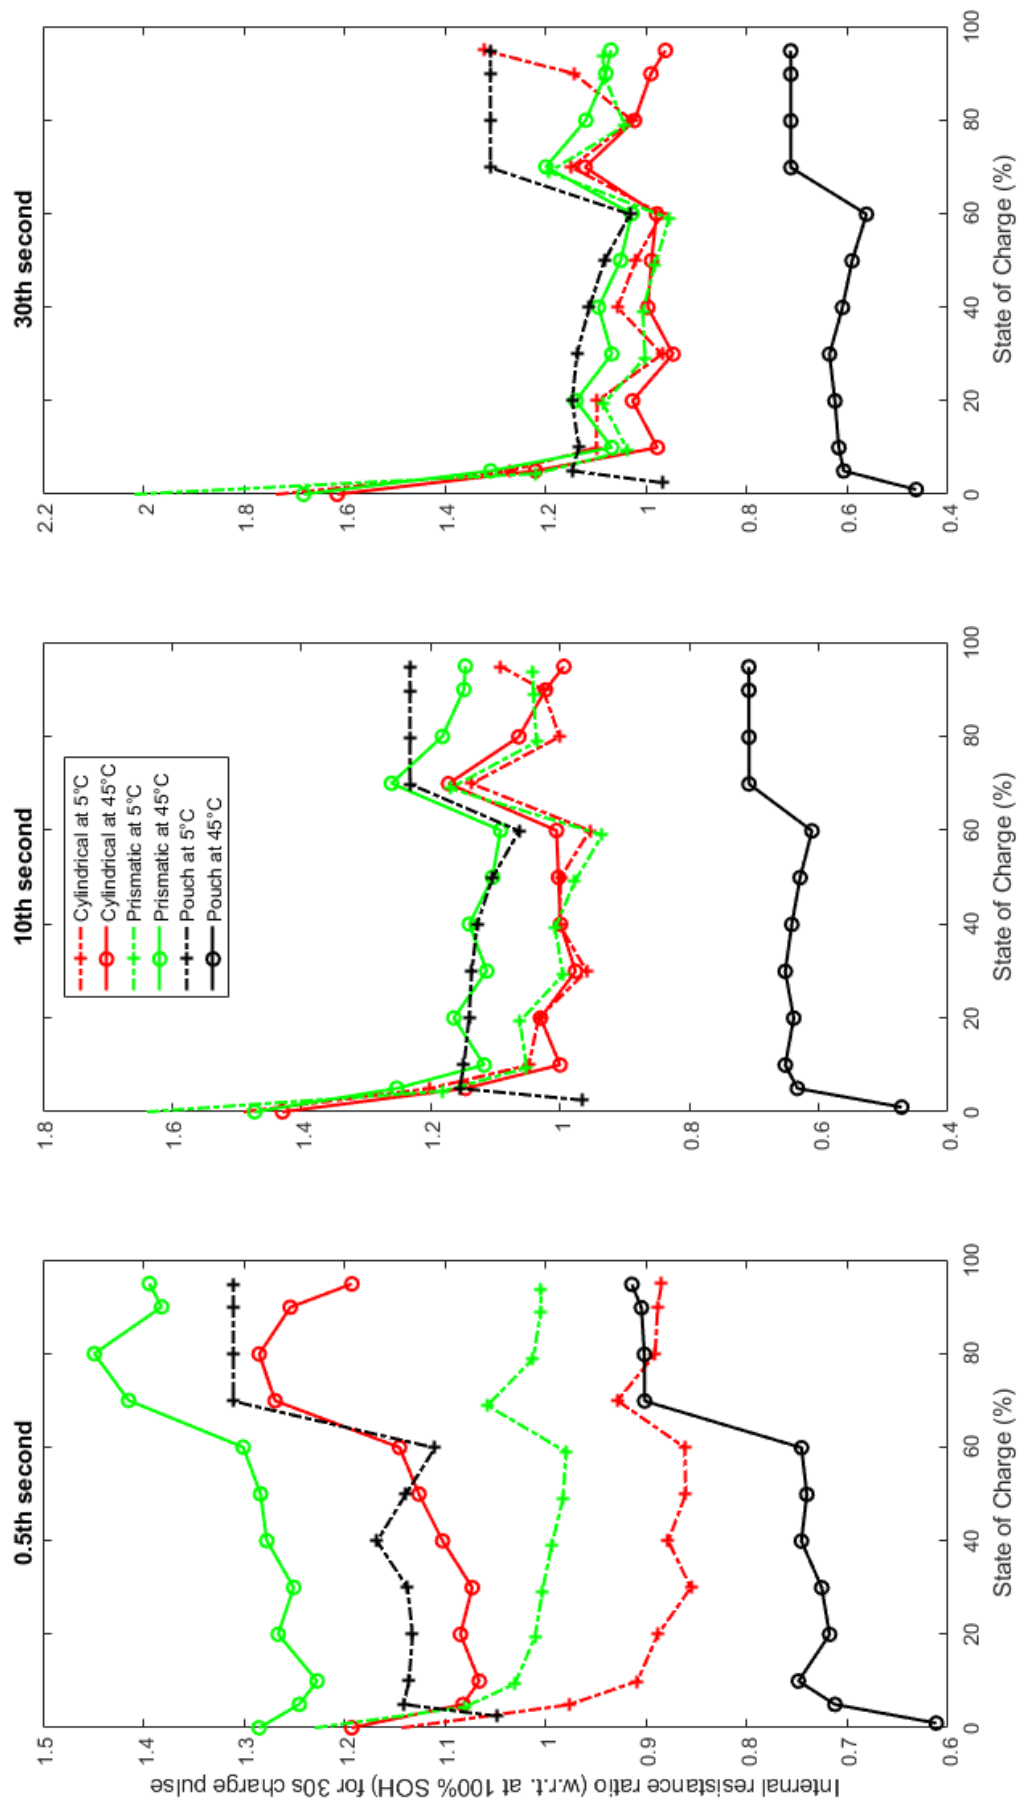 0.5th second
10th second
30th second
Internal resistance ratio (w.r.t. at 100% SOH) for 30s charge pulse
1.5
1.4
1.3
1.2
1.1
1
0.9
0.8
0.7
0.6
0 20 40 60 80 100
State of Charge (%)
1.8
1.6
1.4
1.2
1
0.8
0.6
0.4
Cylindrical at 5°C
Cylindrical at 45°C
Prismatic at 5°C
Prismatic at 45°C
Pouch at 5°C
Pouch at 45°C
0 20 40 60 80 100
State of Charge (%)
2.2
2
1.8
1.6
1.4
1.2
1
0.8
0.6
0.4
0 20 40 60 80 100
State of Charge (%)